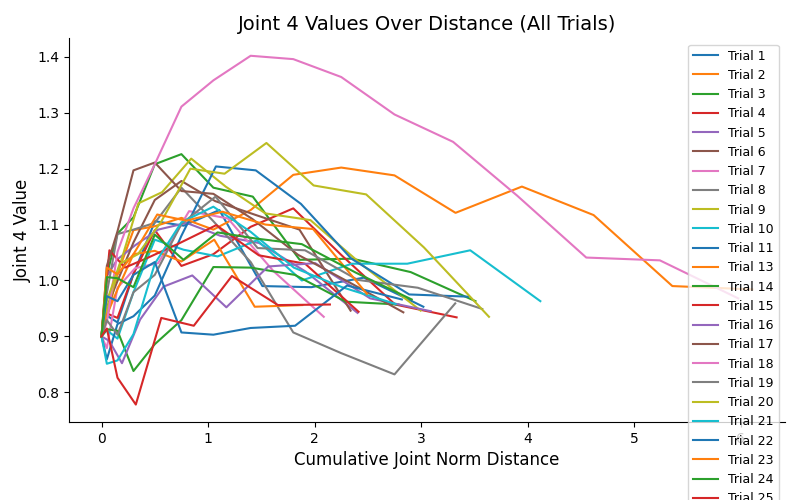 Joint 4 Values Over Distance (All Trials)
Joint 4 Value
1.4
1.3
1.2
1.1
1.0
0.9
0.8
0
1
2
3
4
5
6
Cumulative Joint Norm Distance
Trial 1
Trial 2
Trial 3
Trial 4
Trial 5
Trial 6
Trial 7
Trial 8
Trial 9
Trial 10
Trial 11
Trial 13
Trial 14
Trial 15
Trial 16
Trial 17
Trial 18
Trial 19
Trial 20
Trial 21
Trial 22
Trial 23
Trial 24
Trial 25